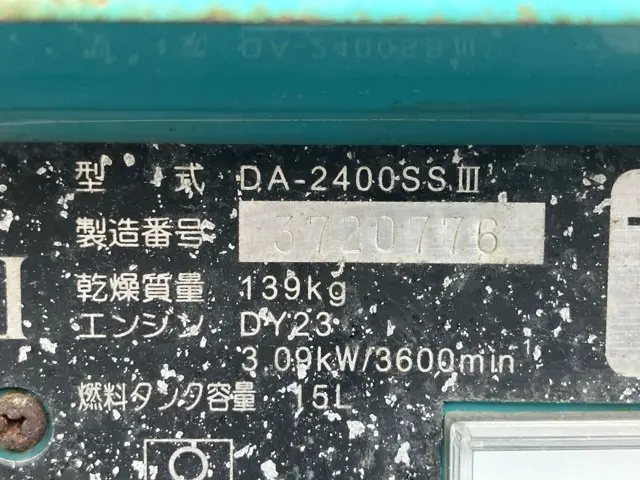 型 式 DA-2400SSⅢ
製造番号 3720776
乾燥質量 139kg
エンジン DY23
3.09kW/3600min⁻¹
燃料タンク容量 15L